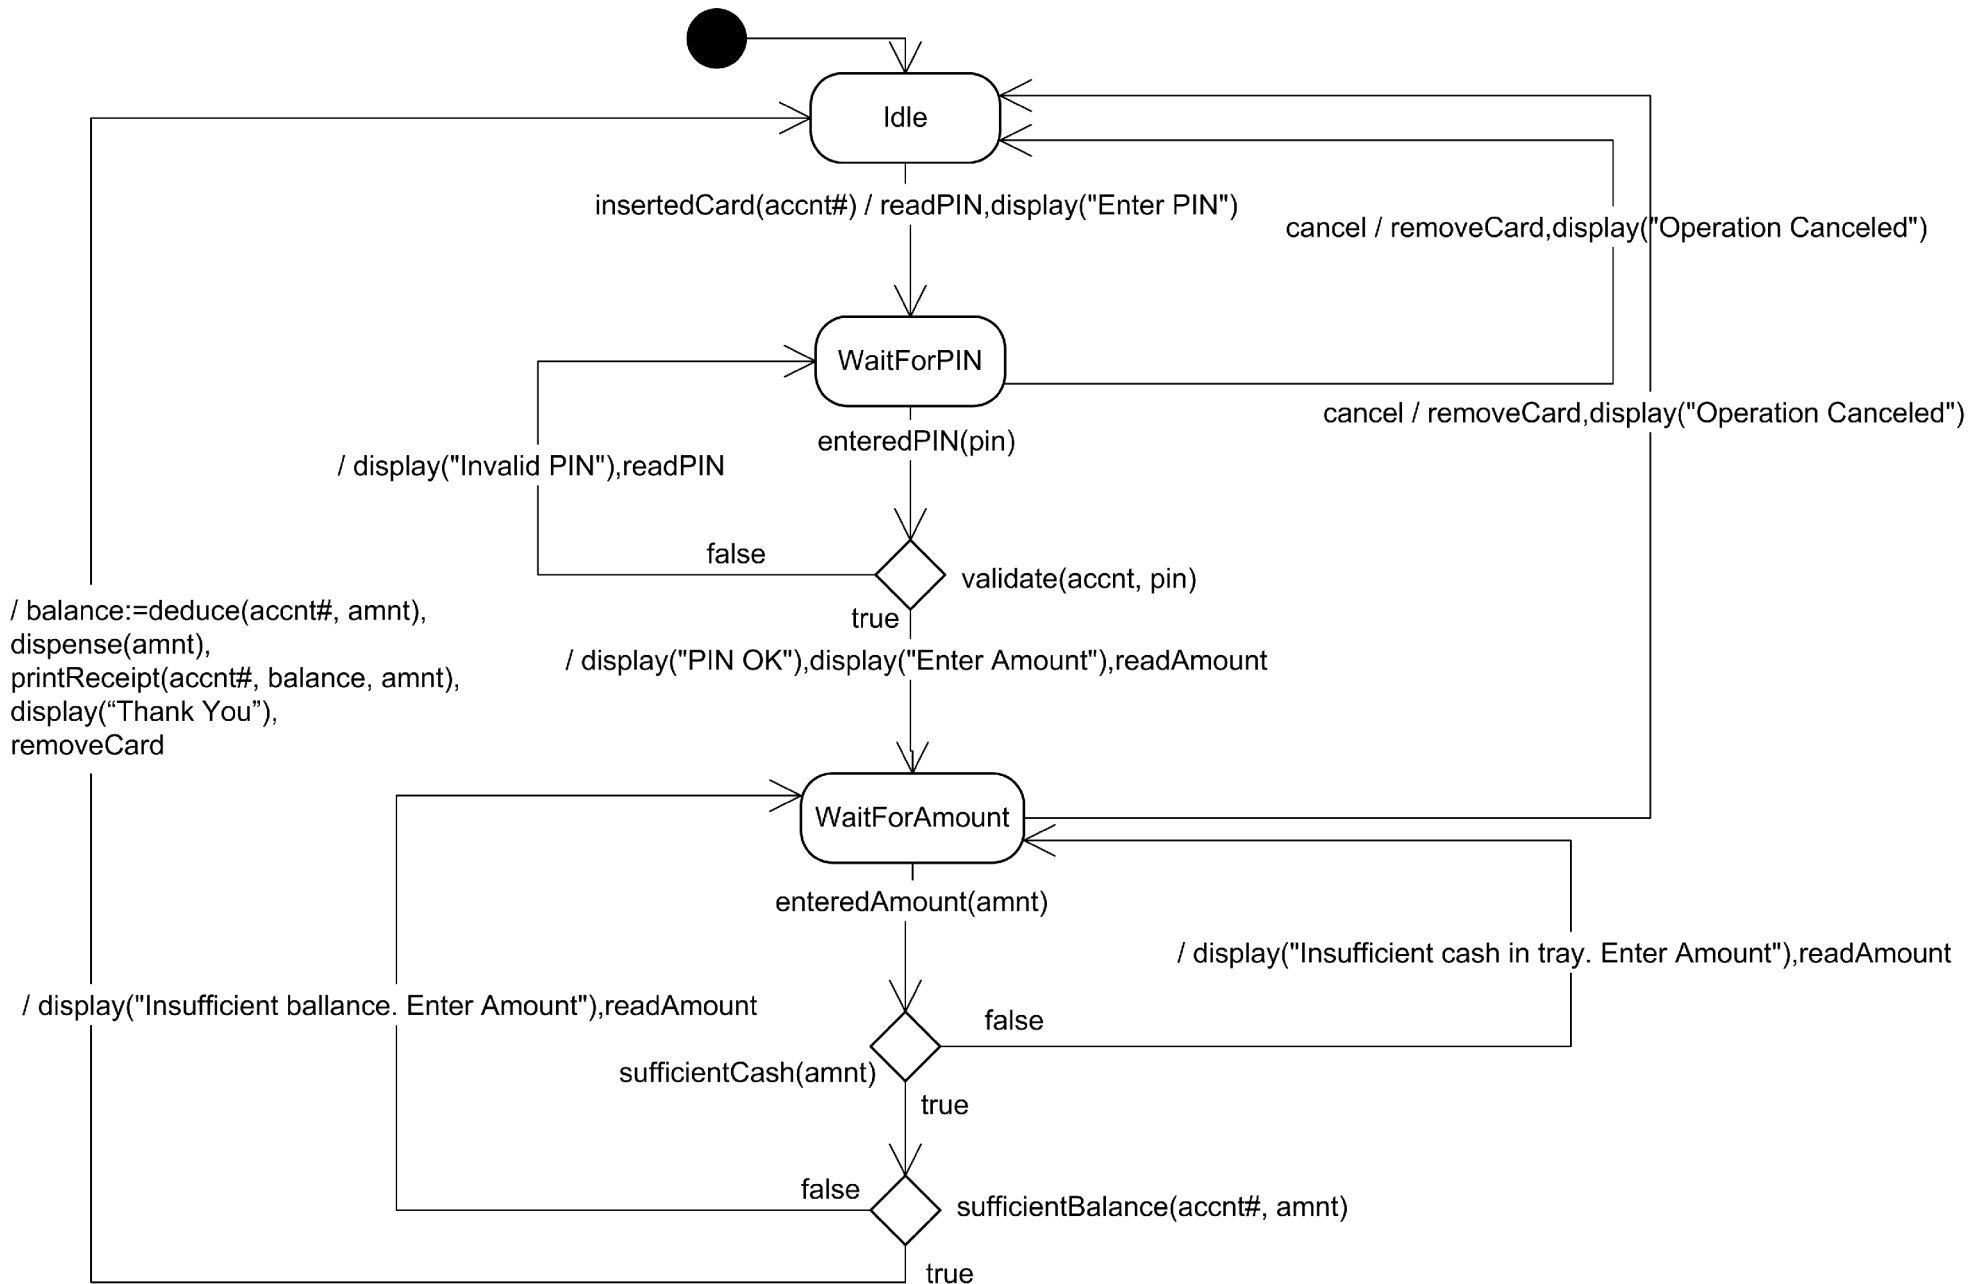 Idle
insertedCard(accnt#) / readPIN,display("Enter PIN")
cancel / removeCard,display("Operation Canceled")
WaitForPIN
cancel / removeCard,display("Operation Canceled")
enteredPIN(pin)
/ display("Invalid PIN"),readPIN
false
validate(accnt, pin)
true
/ balance:=deduce(accnt#, amnt),
dispense(amnt),
printReceipt(accnt#, balance, amnt),
display(“Thank You”),
removeCard
/ display("PIN OK"),display("Enter Amount"),readAmount
WaitForAmount
enteredAmount(amnt)
/ display("Insufficient cash in tray. Enter Amount"),readAmount
/ display("Insufficient ballance. Enter Amount"),readAmount
false
sufficientCash(amnt)
true
false
sufficientBalance(accnt#, amnt)
true